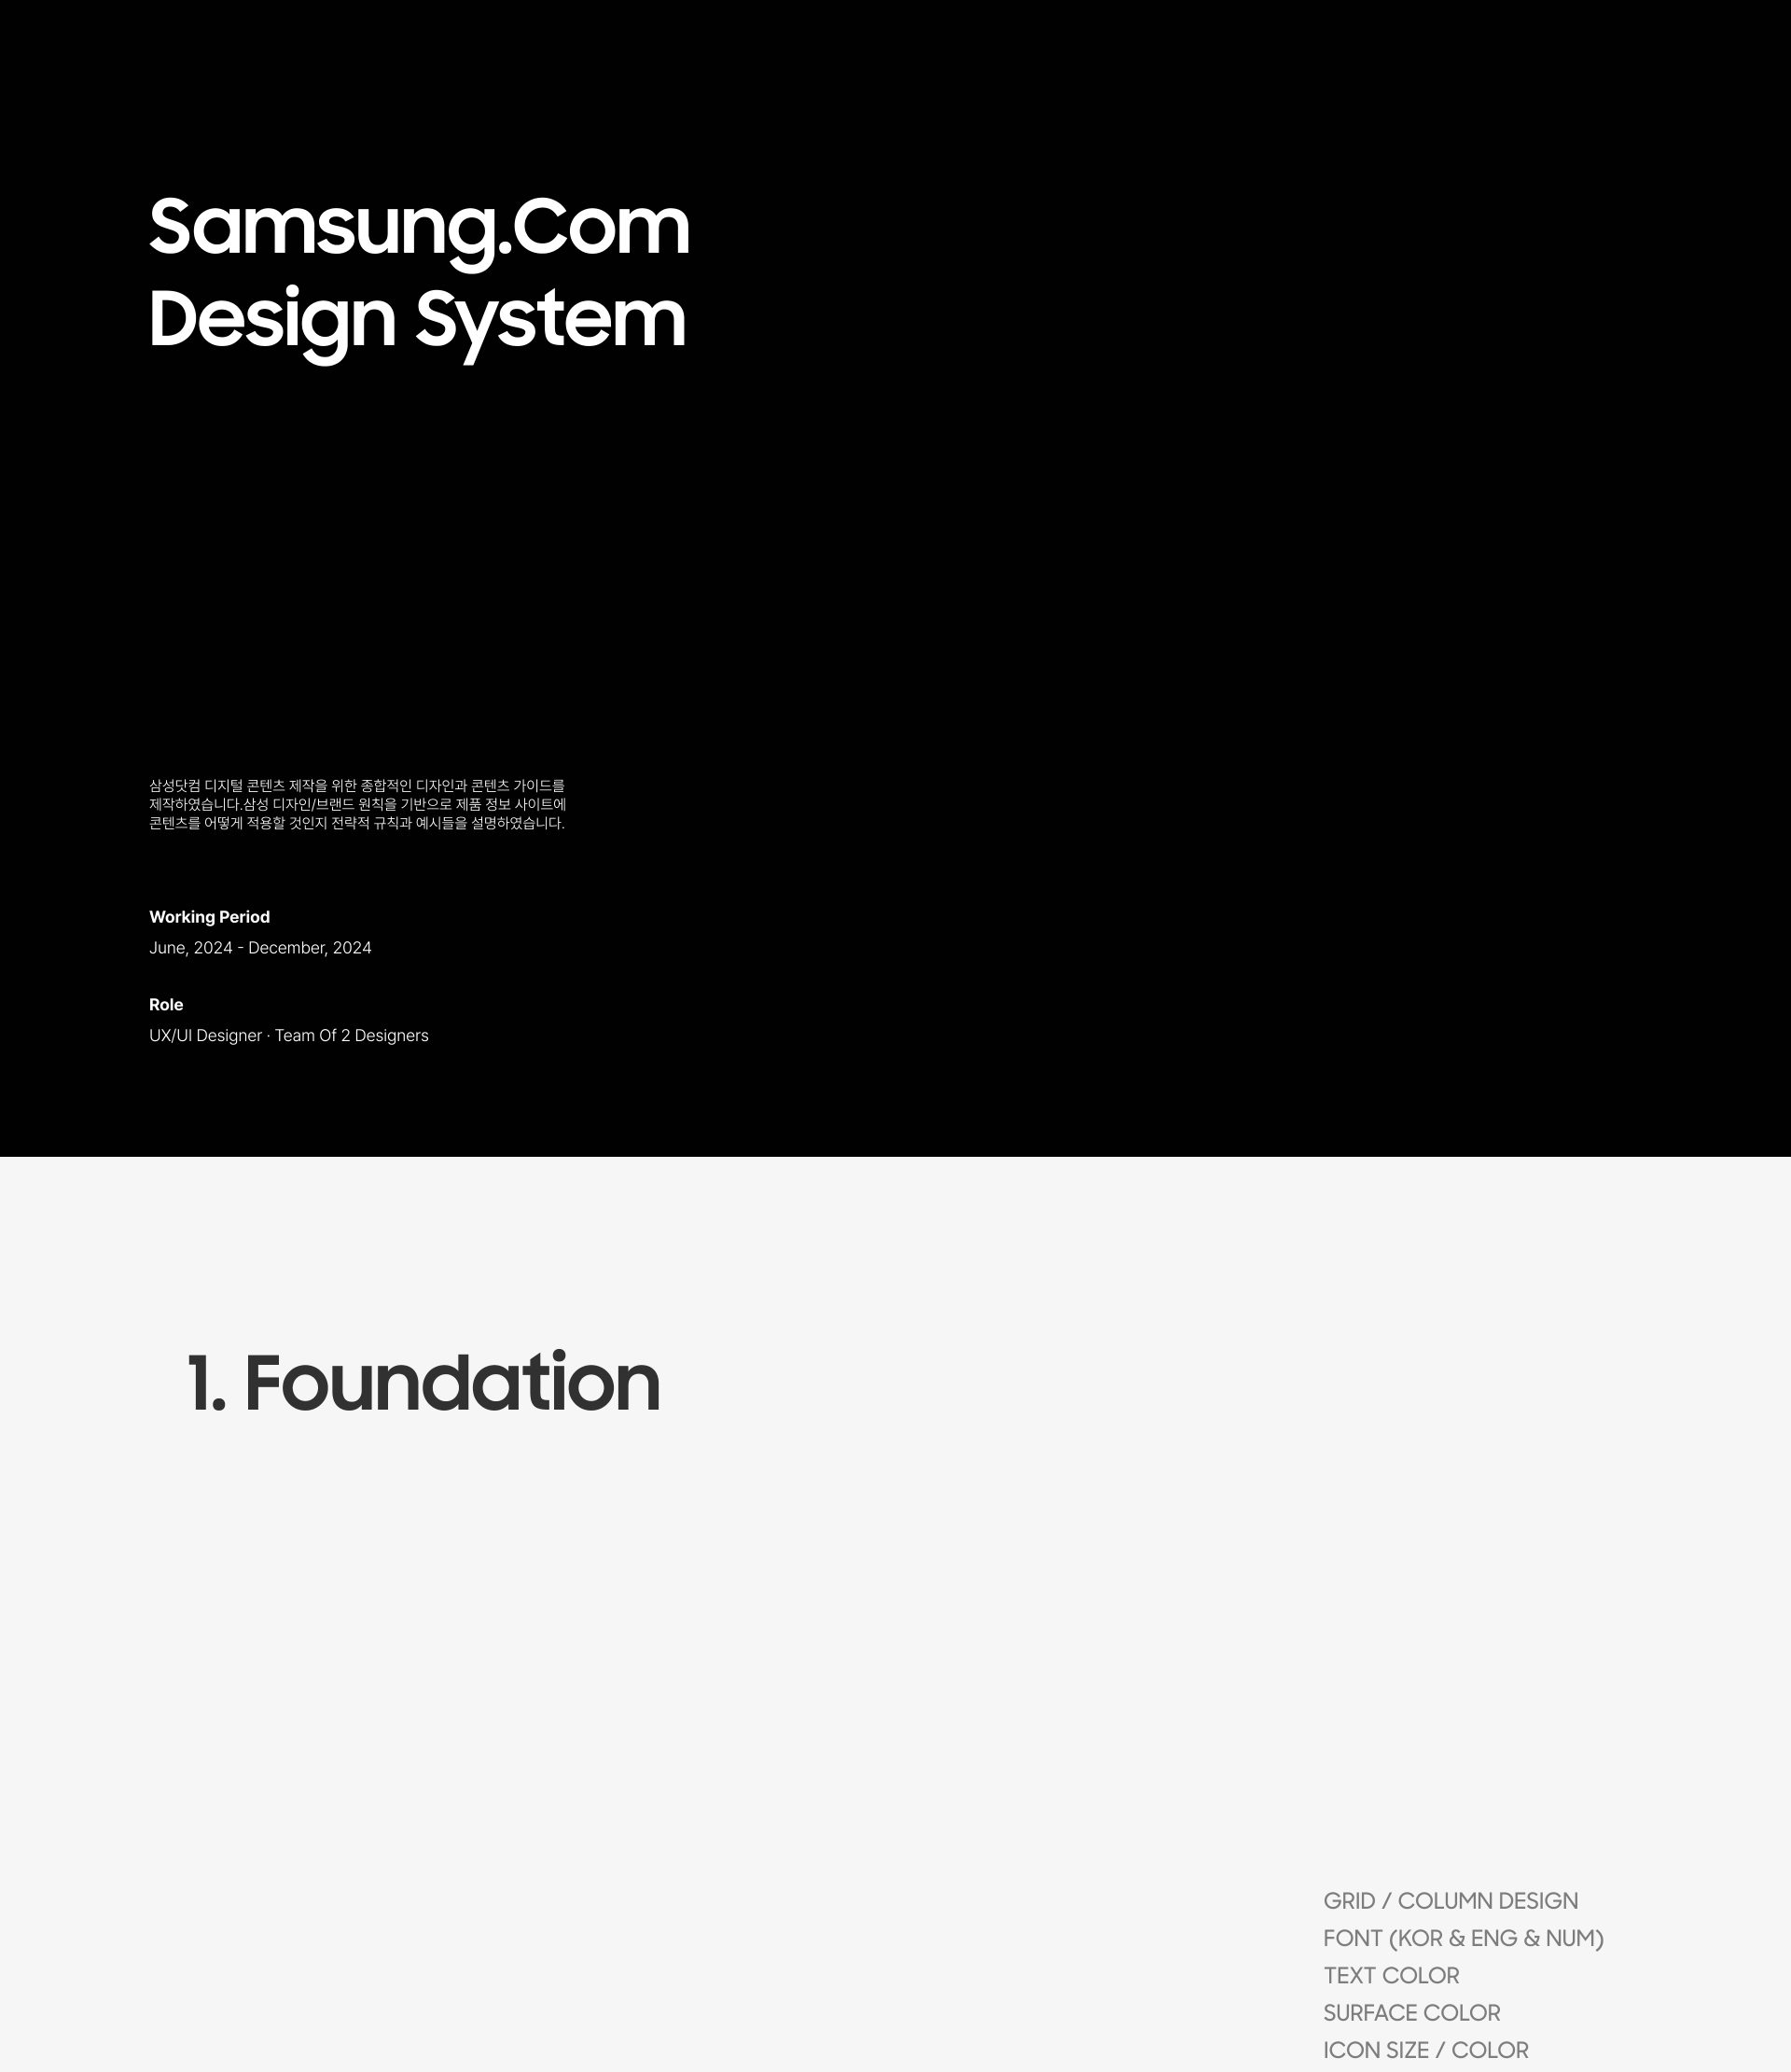 Samsung.Com
Design System
삼성닷컴 디지털 콘텐츠 제작을 위한 종합적인 디자인과 콘텐츠 가이드를
제작하였습니다.삼성 디자인/브랜드 원칙을 기반으로 제품 정보 사이트에
콘텐츠를 어떻게 적용할 것인지 전략적 규칙과 예시들을 설명하였습니다.
Working Period
June, 2024 - December, 2024
Role
UX/UI Designer · Team Of 2 Designers
1. Foundation
GRID / COLUMN DESIGN
FONT (KOR & ENG & NUM)
TEXT COLOR
SURFACE COLOR
ICON SIZE / COLOR